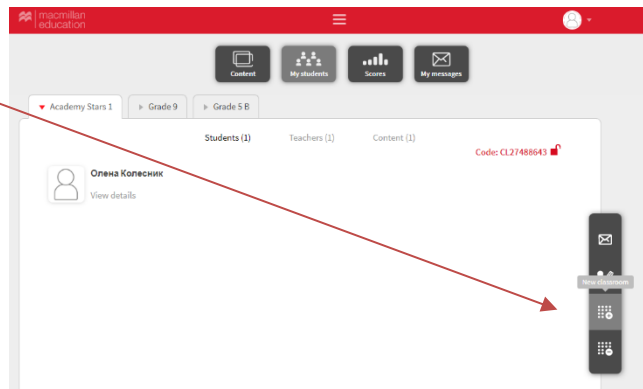 macmillan
education
Content
My students
Scores
My messages
Academy Stars 1
Grade 9
Grade 5 B
Students (1)
Teachers (1)
Content (1)
Code: CL27488643
Олена Колесник
View details
New classroom